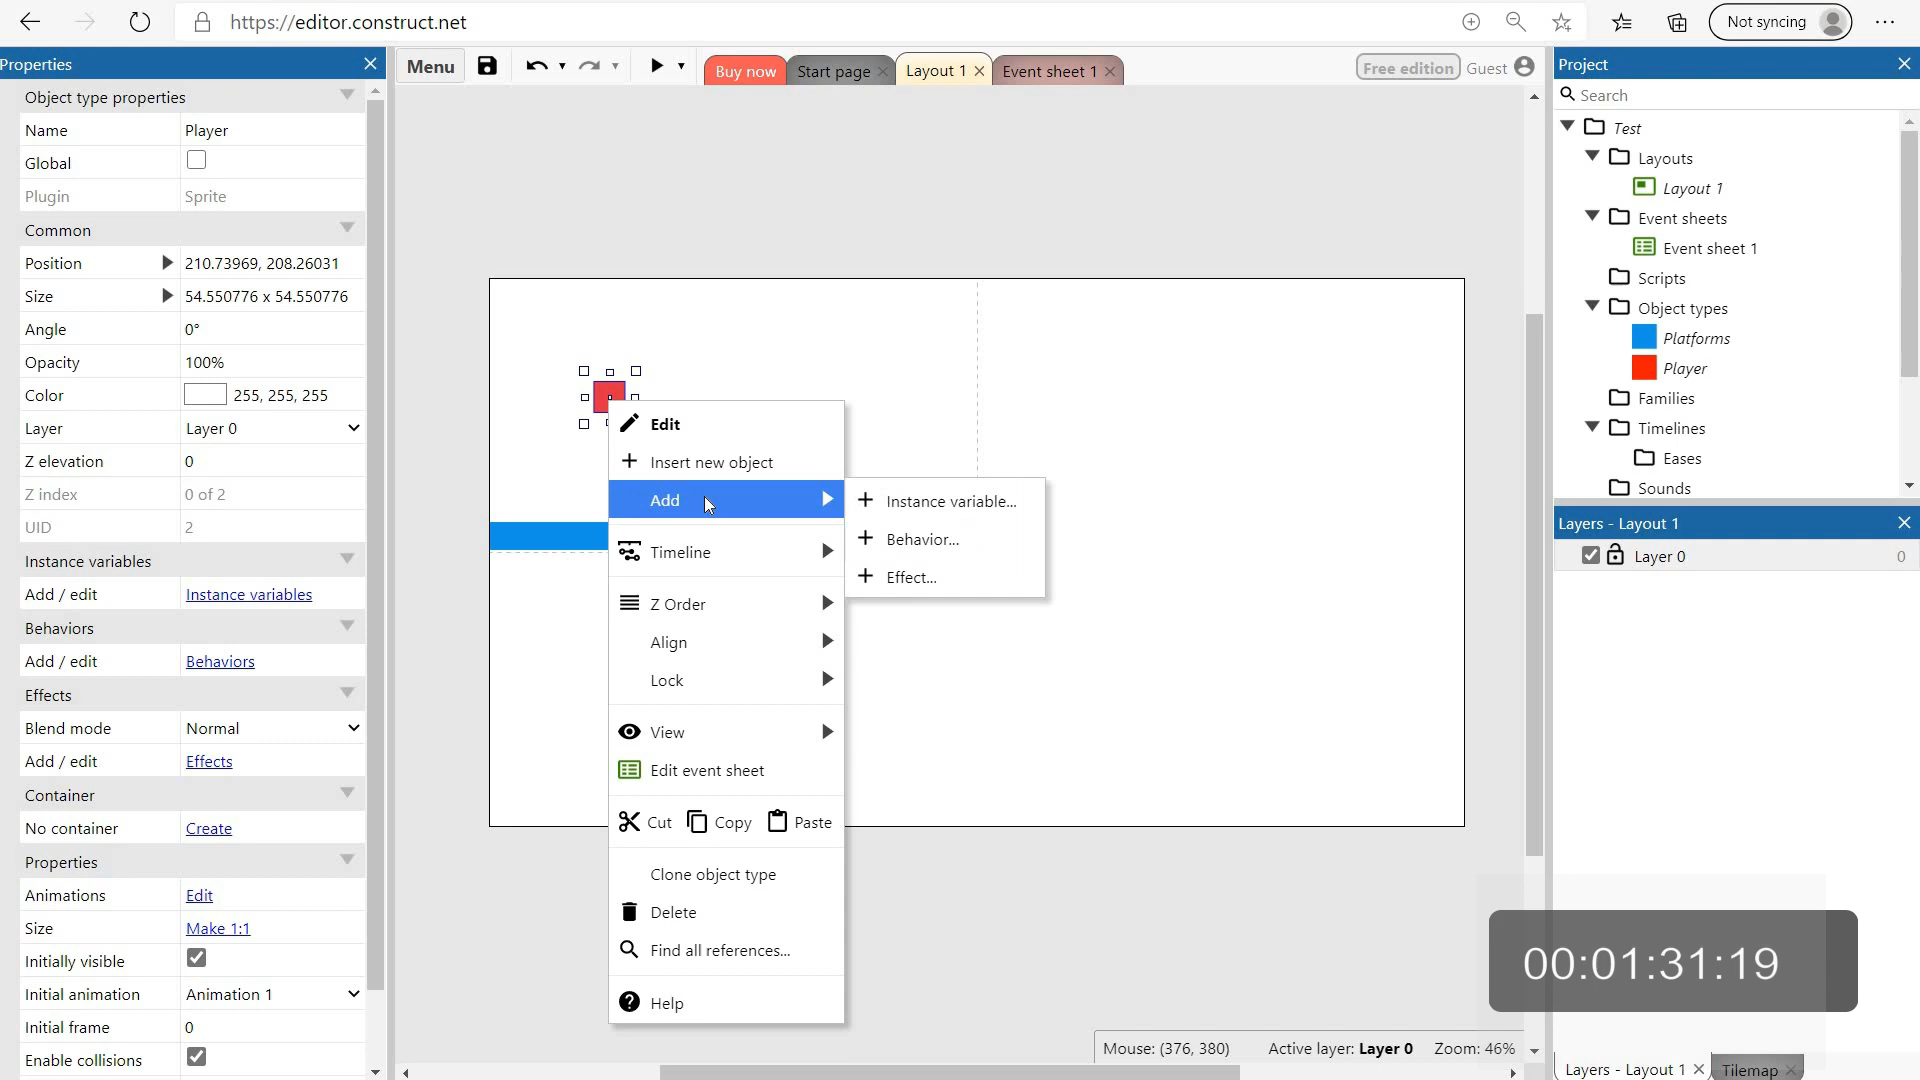 https://editor.construct.net
Not syncing
Properties
Object type properties
Name Player
Global
Plugin Sprite
Common
Position 210.73969, 208.26031
Size 54.550776 x 54.550776
Angle 0°
Opacity 100%
Color 255, 255, 255
Layer Layer 0
Z elevation 0
Z index 0 of 2
UID 2
Instance variables
Add / edit Instance variables
Behaviors
Add / edit Behaviors
Effects
Blend mode Normal
Add / edit Effects
Container
No container Create
Properties
Animations Edit
Size Make 1:1
Initially visible
Initial animation Animation 1
Initial frame 0
Enable collisions
Menu
Buy now
Start page
Layout 1
Event sheet 1
Free edition Guest
Edit
Insert new object
Add
Timeline
Z Order
Align
Lock
View
Edit event sheet
Cut Copy Paste
Clone object type
Delete
Find all references...
Help
Instance variable...
Behavior...
Effect...
Mouse: (376, 380) Active layer: Layer 0 Zoom: 46%
Project
Search
Test
Layouts
Layout 1
Event sheets
Event sheet 1
Scripts
Object types
Platforms
Player
Families
Timelines
Eases
Sounds
Layers - Layout 1
Layer 0 0
00:01:31:19
Layers - Layout 1 Tilemap